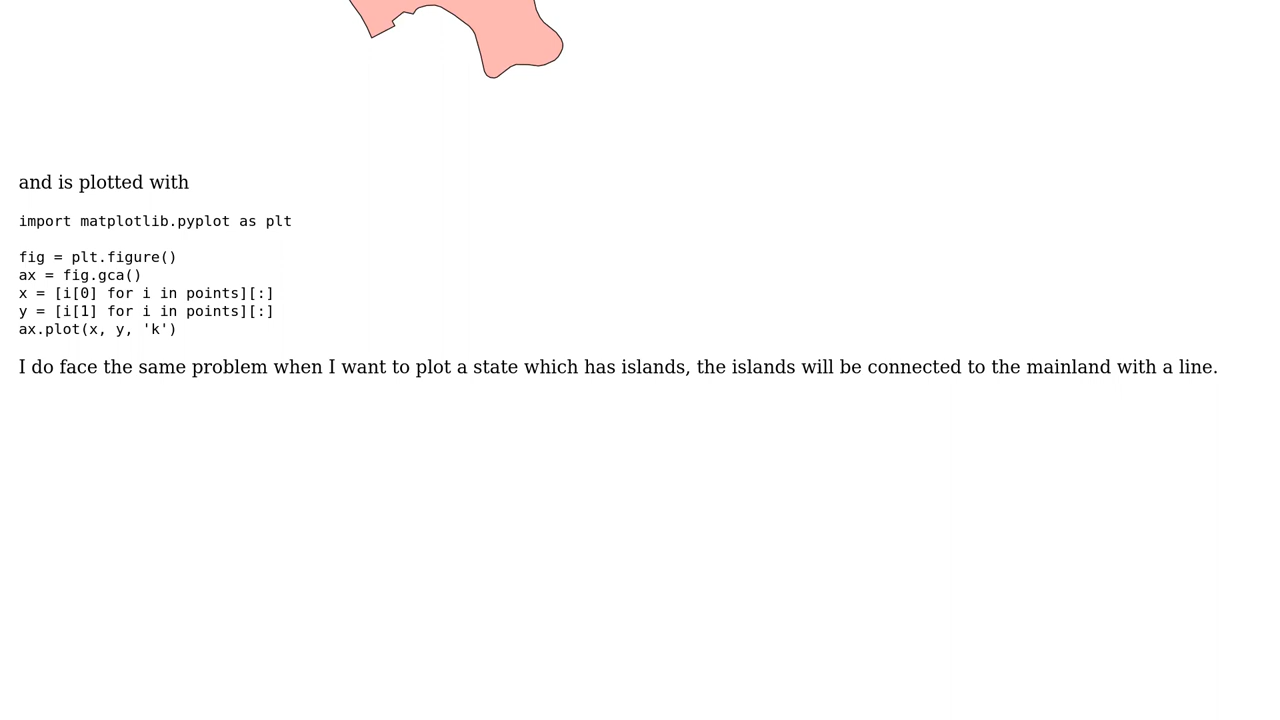 and is plotted with
import matplotlib.pyplot as plt
fig = plt.figure()
ax = fig.gca()
x = [i[0] for i in points][:]
y = [i[1] for i in points][:]
ax.plot(x, y, 'k')
I do face the same problem when I want to plot a state which has islands, the islands will be connected to the mainland with a line.